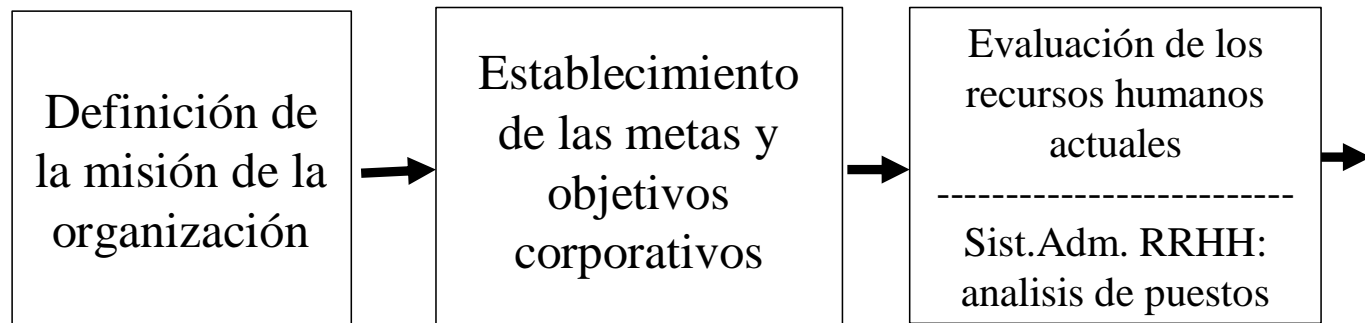 Definición de
la misión de la
organización
Establecimiento
de las metas y
objetivos
corporativos
Evaluación de los
recursos humanos
actuales
--------------------------
Sist.Adm. RRHH:
analisis de puestos